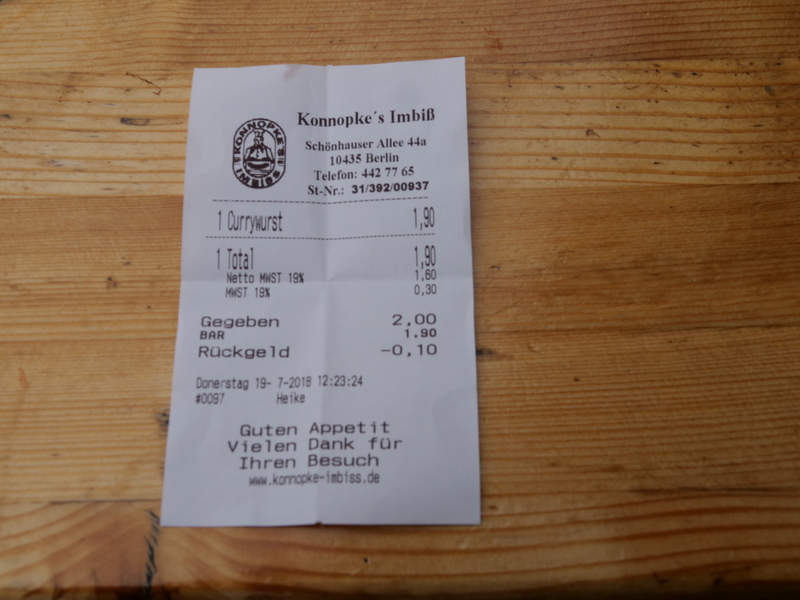 KONNOPKE'S
IMBISS
Konnopke´s Imbiß
Schönhauser Allee 44a
10435 Berlin
Telefon: 442 77 65
St-Nr.: 31/392/00937
1 Currywurst 1,90
1 Total 1,90
Netto MWST 19% 1,60
MWST 19% 0,30
Gegeben 2,00
BAR 1.90
Rückgeld -0,10
Donerstag 19- 7-2018 12:23:24
#0097 Heike
Guten Appetit
Vielen Dank für
Ihren Besuch
www.konnopke-imbiss.de